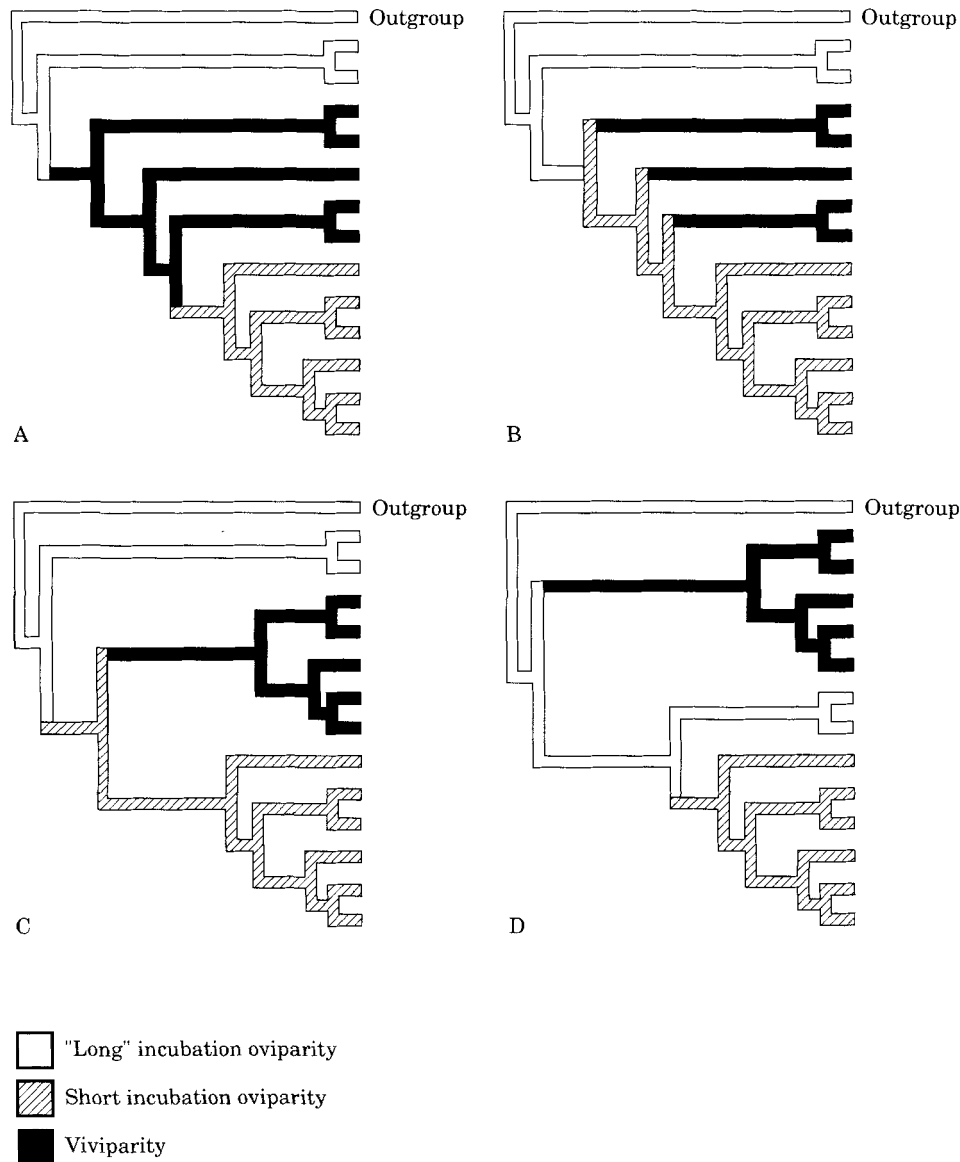 Outgroup
Outgroup
A
B
Outgroup
Outgroup
C
D
"Long" incubation oviparity
Short incubation oviparity
Viviparity